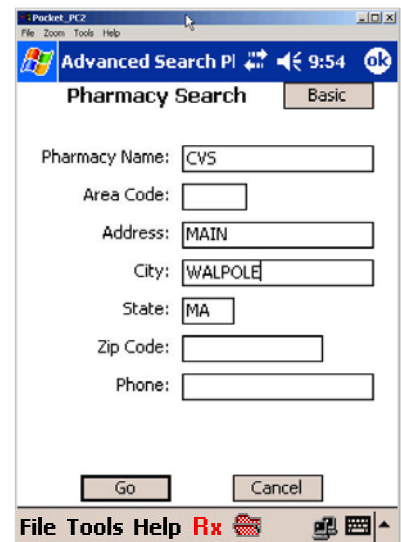 Pocket_PC2
File Zoom Tools Help
Advanced Search Pl 9:54 ok
Pharmacy Search Basic
Pharmacy Name: CVS
Area Code:
Address: MAIN
City: WALPOLE
State: MA
Zip Code:
Phone:
Go Cancel
File Tools Help Rx